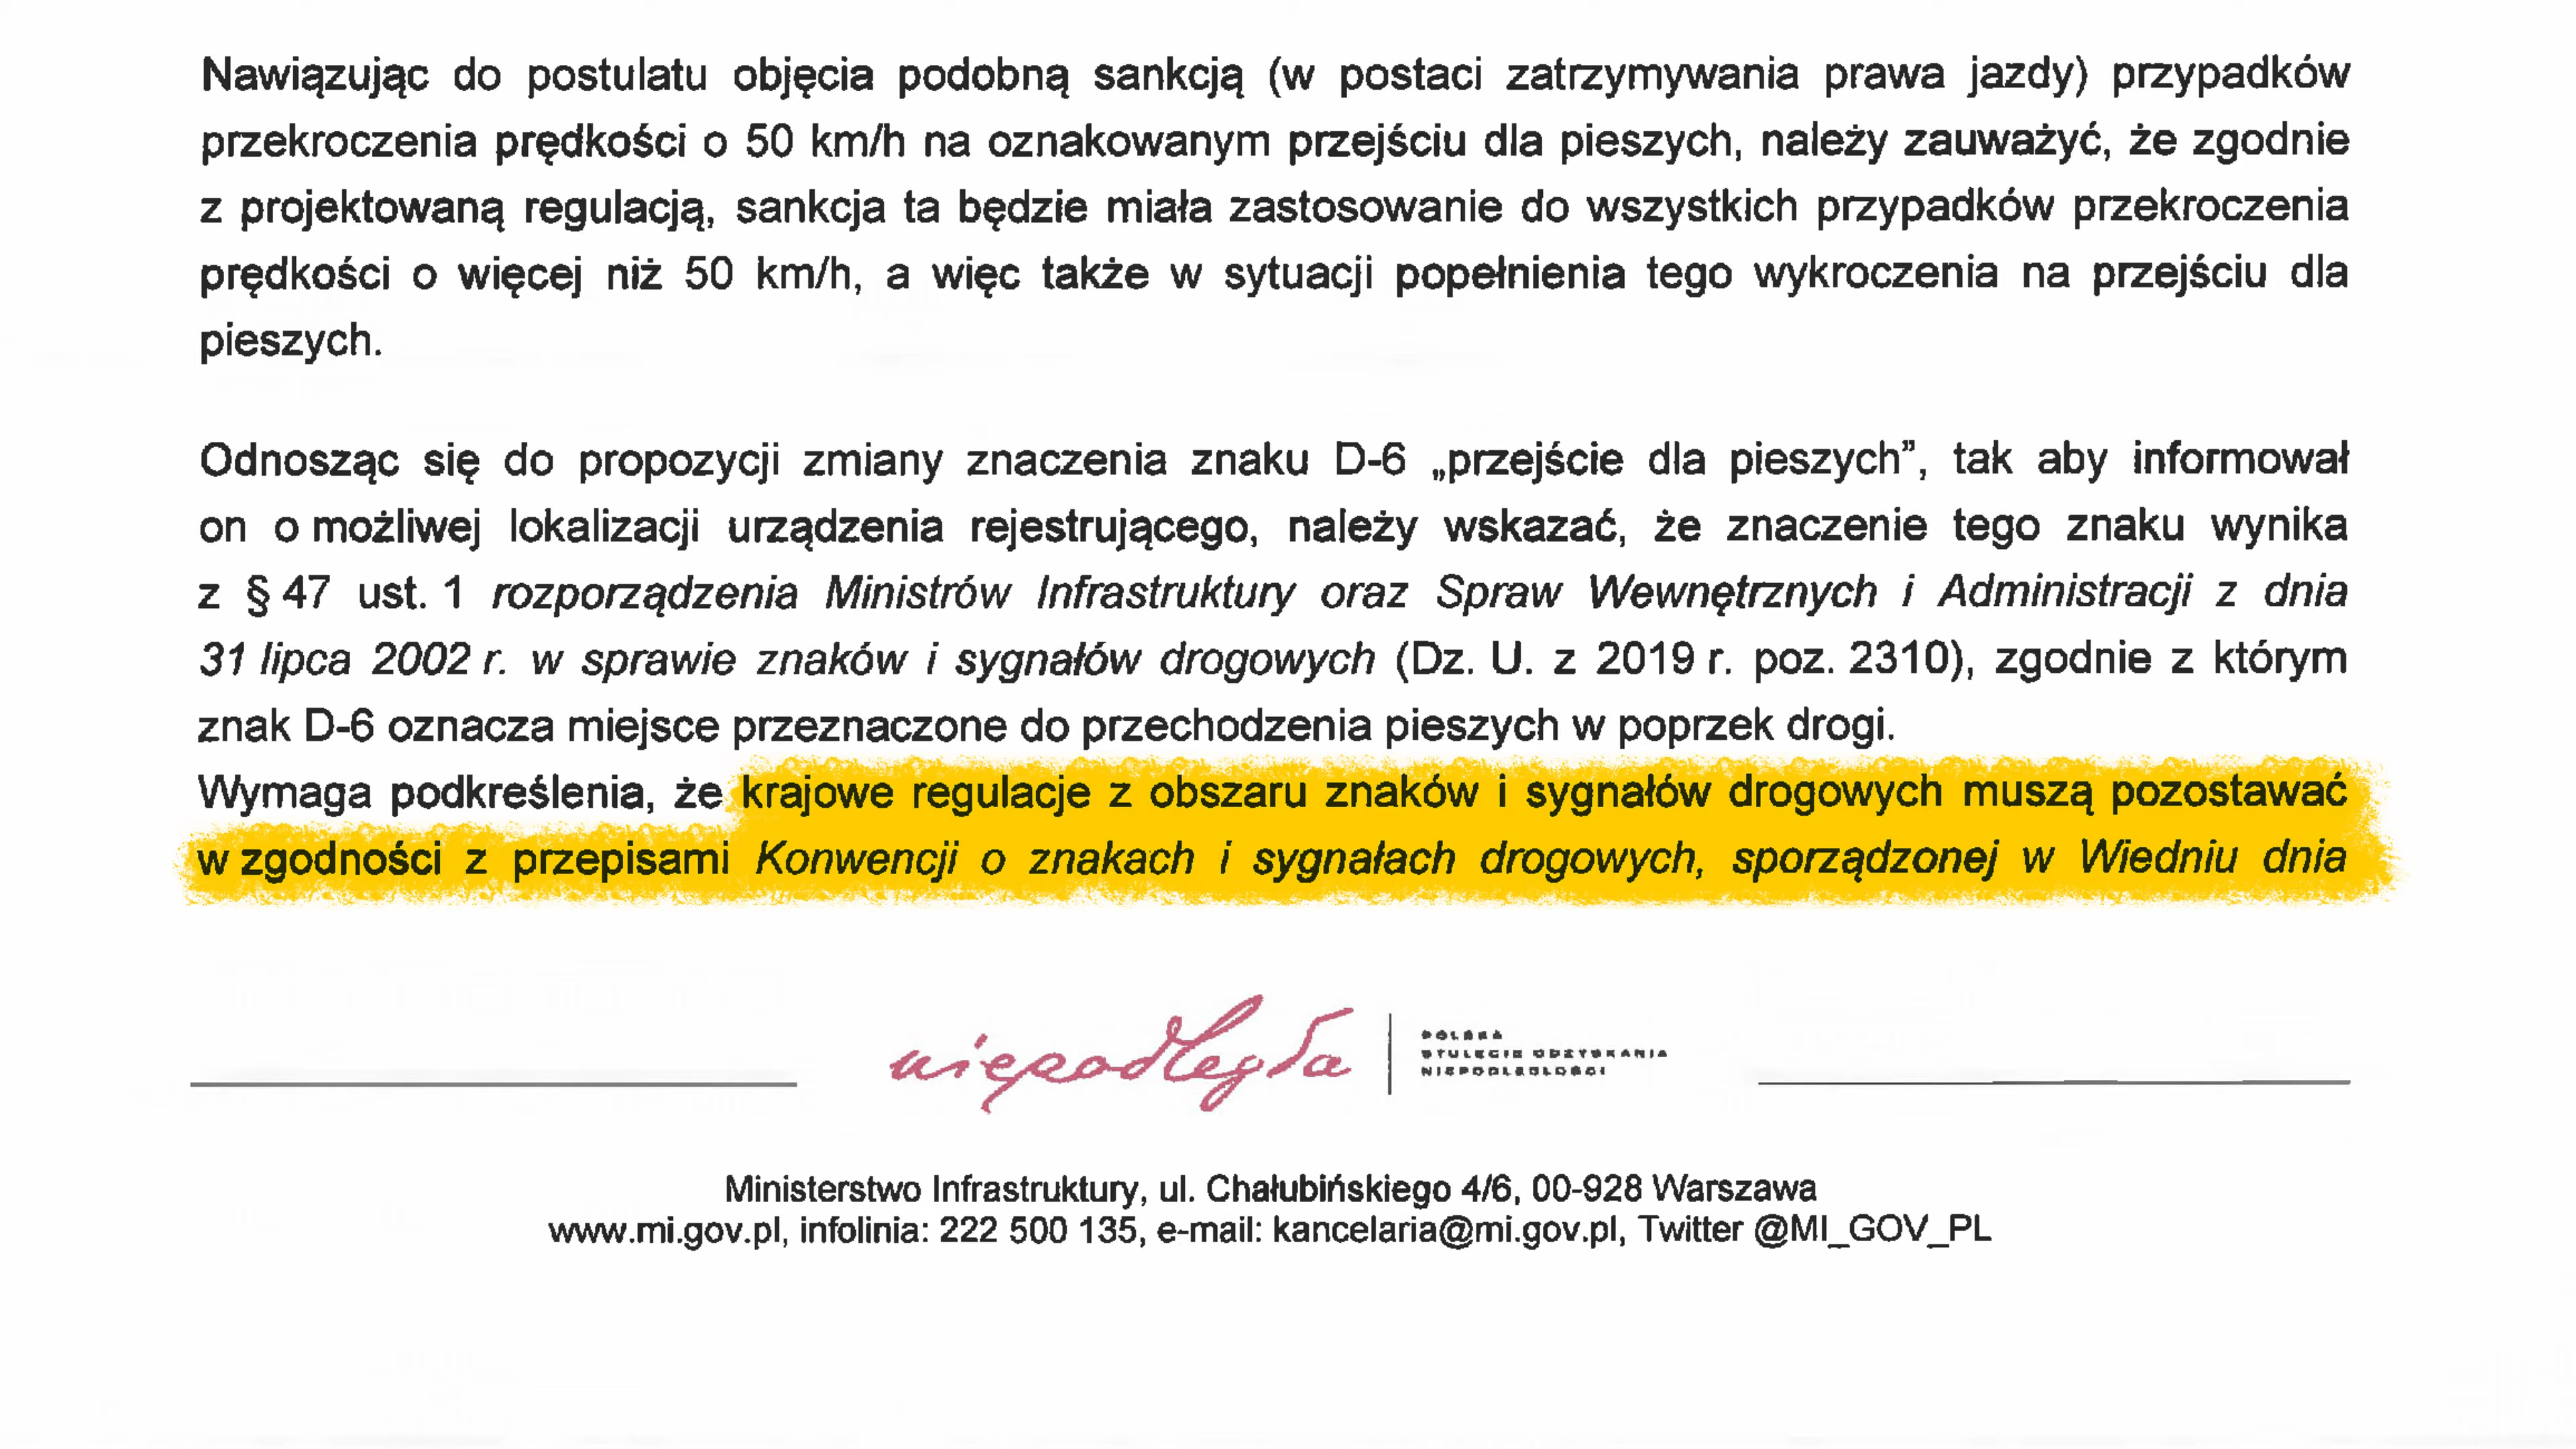 Nawiązując do postulatu objęcia podobną sankcją (w postaci zatrzymywania prawa jazdy) przypadków
przekroczenia prędkości o 50 km/h na oznakowanym przejściu dla pieszych, należy zauważyć, że zgodnie
z projektowaną regulacją, sankcja ta będzie miała zastosowanie do wszystkich przypadków przekroczenia
prędkości o więcej niż 50 km/h, a więc także w sytuacji popełnienia tego wykroczenia na przejściu dla
pieszych.
Odnosząc się do propozycji zmiany znaczenia znaku D-6 „przejście dla pieszych”, tak aby informował
on o możliwej lokalizacji urządzenia rejestrującego, należy wskazać, że znaczenie tego znaku wynika
z § 47 ust. 1 rozporządzenia Ministrów Infrastruktury oraz Spraw Wewnętrznych i Administracji z dnia
31 lipca 2002 r. w sprawie znaków i sygnałów drogowych (Dz. U. z 2019 r. poz. 2310), zgodnie z którym
znak D-6 oznacza miejsce przeznaczone do przechodzenia pieszych w poprzek drogi.
Wymaga podkreślenia, że krajowe regulacje z obszaru znaków i sygnałów drogowych muszą pozostawać
w zgodności z przepisami Konwencji o znakach i sygnałach drogowych, sporządzonej w Wiedniu dnia
niepodległa
POLSKA
STULECIE ODZYSKANIA
NIEPODLEGŁOŚCI
Ministerstwo Infrastruktury, ul. Chałubińskiego 4/6, 00-928 Warszawa
www.mi.gov.pl, infolinia: 222 500 135, e-mail: kancelaria@mi.gov.pl, Twitter @MI_GOV_PL